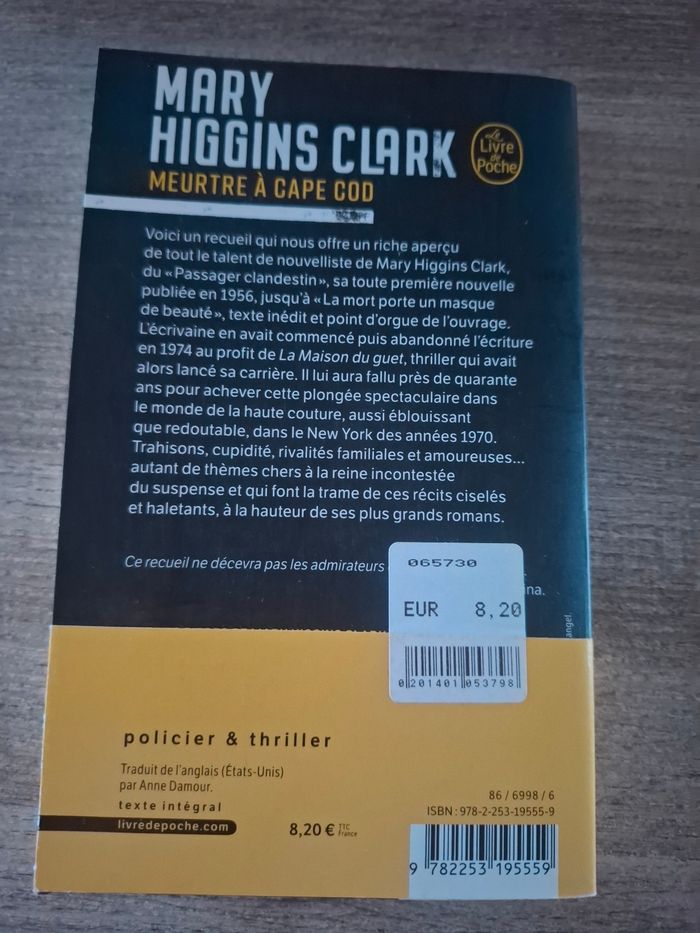 MARY
HIGGINS CLARK
Le
Livre
de
Poche
MEURTRE À CAPE COD
Voici un recueil qui nous offre un riche aperçu
de tout le talent de nouvelliste de Mary Higgins Clark,
du « Passager clandestin », sa toute première nouvelle
publiée en 1956, jusqu'à « La mort porte un masque
de beauté », texte inédit et point d'orgue de l'ouvrage.
L'écrivaine en avait commencé puis abandonné l'écriture
en 1974 au profit de La Maison du guet, thriller qui avait
alors lancé sa carrière. Il lui aura fallu près de quarante
ans pour achever cette plongée spectaculaire dans
le monde de la haute couture, aussi éblouissant
que redoutable, dans le New York des années 1970.
Trahisons, cupidité, rivalités familiales et amoureuses...
autant de thèmes chers à la reine incontestée
du suspense et qui font la trame de ces récits ciselés
et haletants, à la hauteur de ses plus grands romans.
Ce recueil ne décevra pas les admirateurs
ina.
065730
EUR 8,20
0 201401 053798
angel.
policier & thriller
Traduit de l'anglais (États-Unis)
par Anne Damour.
texte intégral
livredepoche.com
8,20 € TTC
France
86 / 6998 / 6
ISBN : 978-2-253-19555-9
9 782253 195559